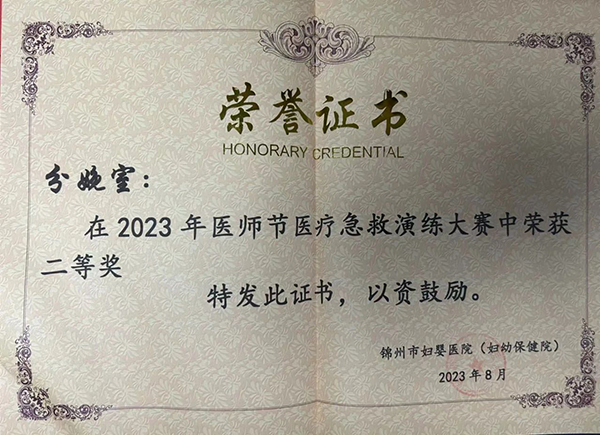 荣誉证书
HONORARY CREDENTIAL
分娩室：
在2023年医师节医疗急救演练大赛中荣获
二等奖
特发此证书，以资鼓励。
锦州市妇婴医院（妇幼保健院）
2023年8月